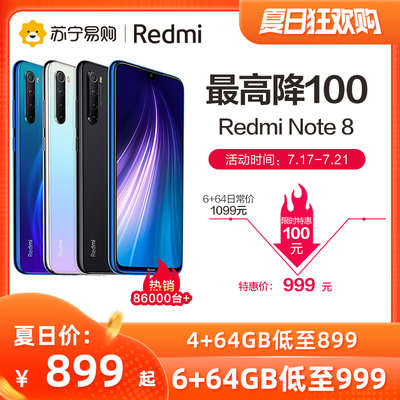 苏宁易购
Redmi
夏日狂欢购
最高降100
Redmi Note 8
活动时间：7.17-7.21
6+64日常价
1099元
限时特惠
100
元
特惠价：999 元
Redmi
Redmi
Redmi
热销
86000台+
夏日价：
¥ 899 起
4+64GB低至899
6+64GB低至999